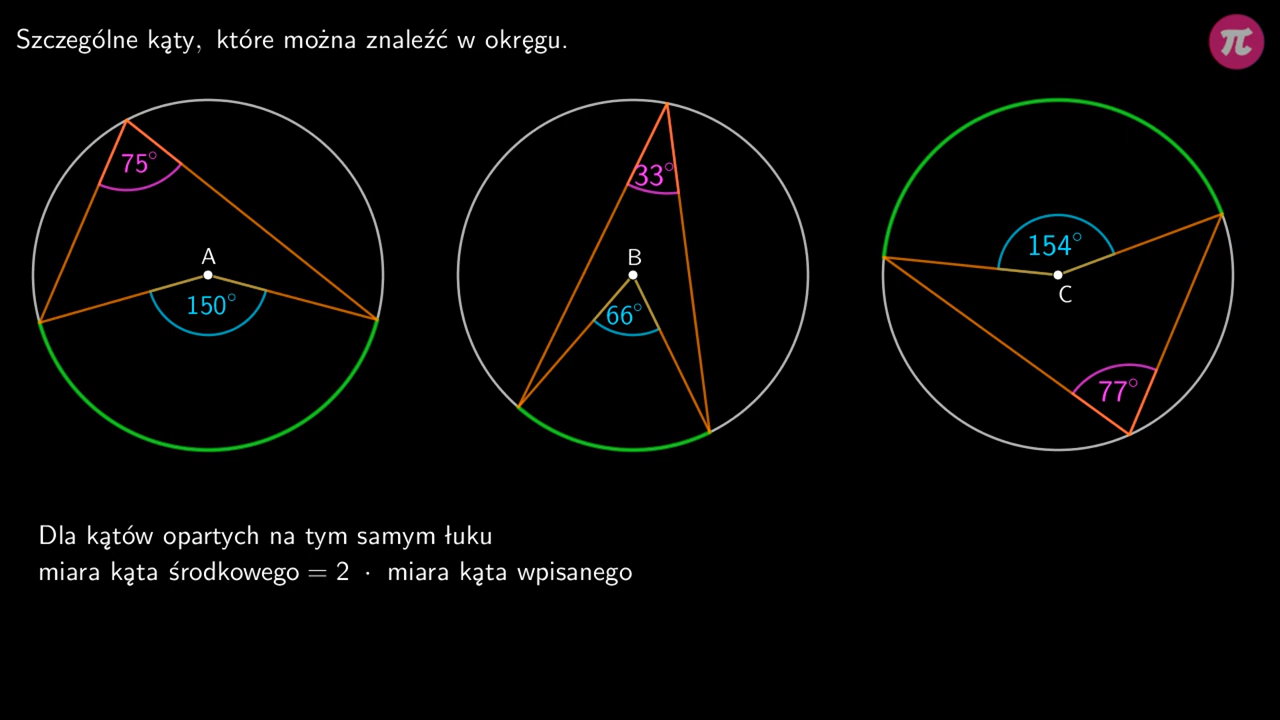 Szczególne kąty, które można znaleźć w okręgu.
π
75°
A
150°
33°
B
66°
154°
C
77°
Dla kątów opartych na tym samym łuku
miara kąta środkowego = 2 · miara kąta wpisanego